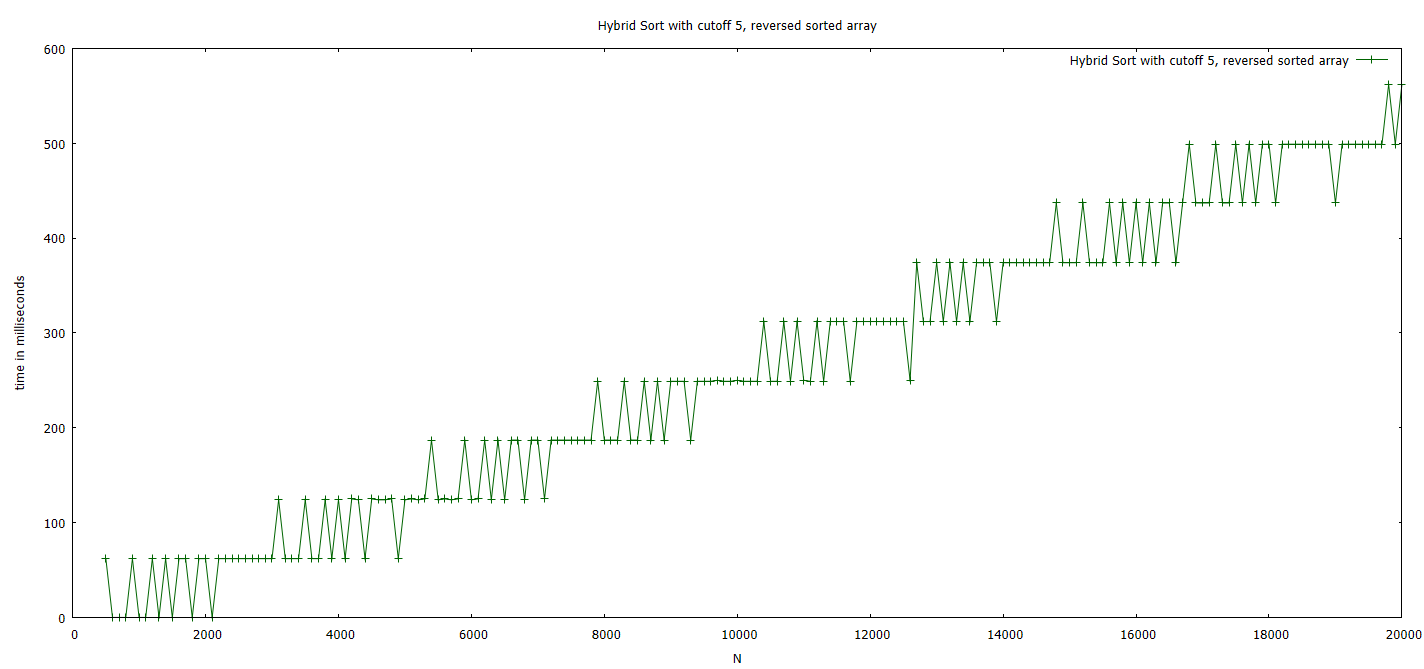 Hybrid Sort with cutoff 5, reversed sorted array
600
Hybrid Sort with cutoff 5, reversed sorted array
500
400
300
200
100
0
time in milliseconds
0 2000 4000 6000 8000 10000 12000 14000 16000 18000 20000
N